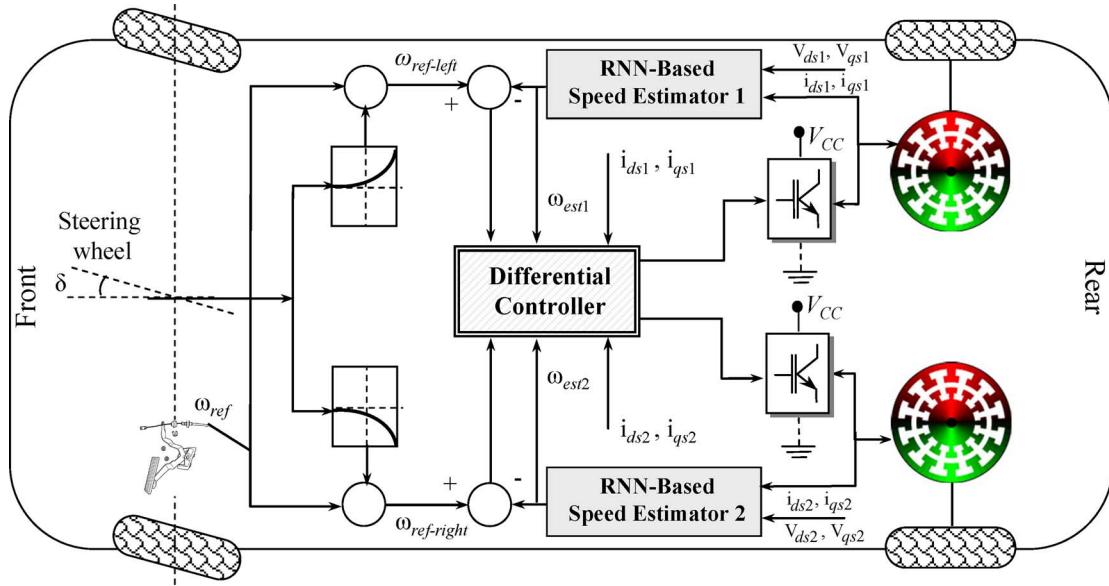 ω_ref-left
+
-
RNN-Based
Speed Estimator 1
V_ds1, V_qs1
i_ds1, i_qs1
V_CC
i_ds1, i_qs1
ω_est1
Steering
wheel
δ
Front
Differential
Controller
Rear
V_CC
ω_est2
ω_ref
i_ds2, i_qs2
+
-
RNN-Based
Speed Estimator 2
i_ds2, i_qs2
V_ds2, V_qs2
ω_ref-right